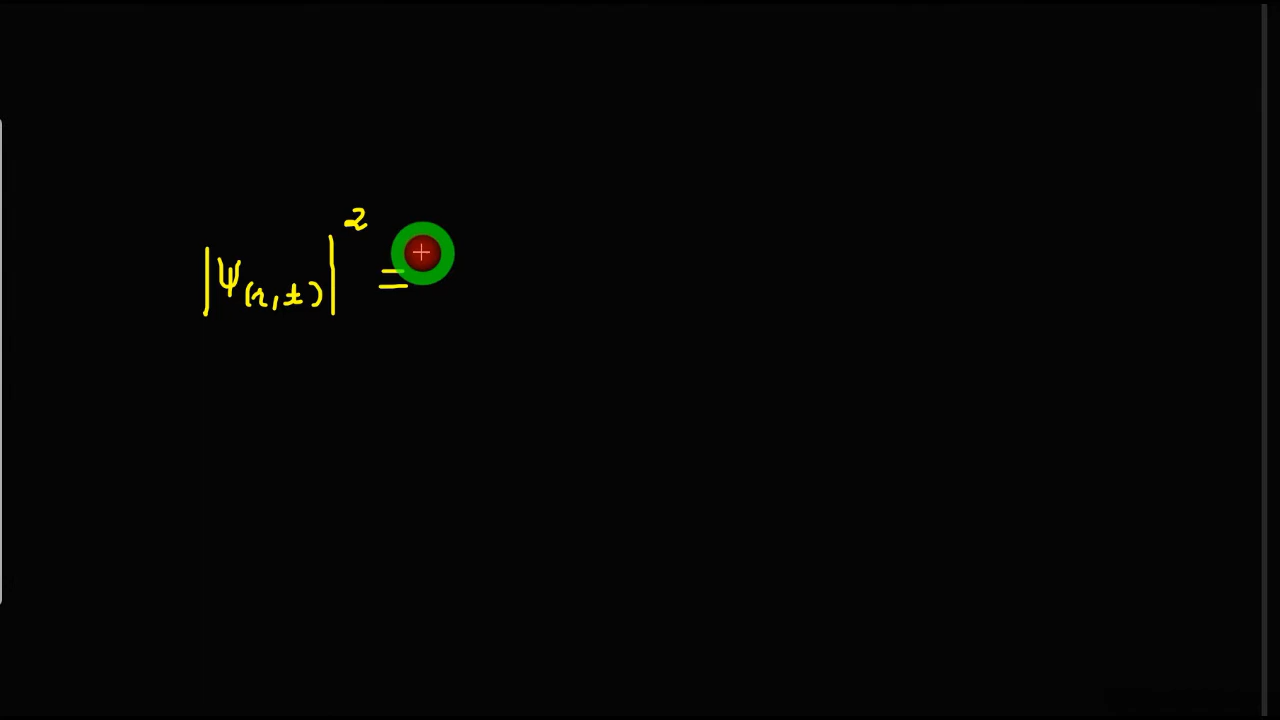 |ψ(r,t)|² =